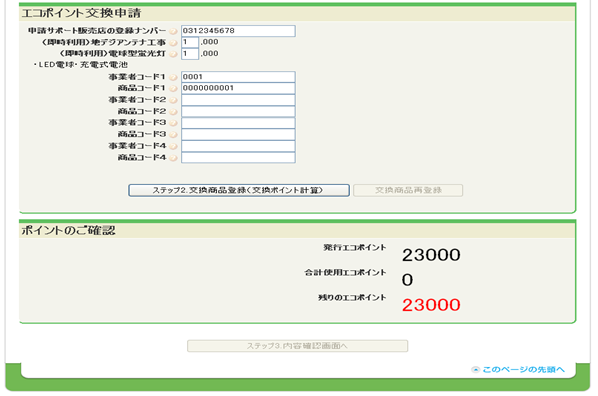 エコポイント交換申請
申請サポート販売店の登録ナンバー 0312345678
(即時利用)地デジアンテナ工事 1 ,000
(即時利用)電球型蛍光灯 1 ,000
・LED電球・充電式電池
事業者コード1 0001
商品コード1 0000000001
事業者コード2
商品コード2
事業者コード3
商品コード3
事業者コード4
商品コード4
ステップ2.交換商品登録(交換ポイント計算) 交換商品再登録
ポイントのご確認
発行エコポイント 23000
合計使用エコポイント 0
残りのエコポイント 23000
ステップ3.内容確認画面へ
このページの先頭へ